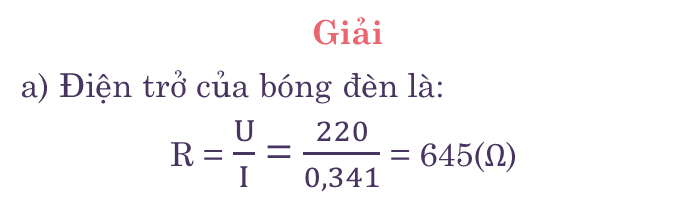 Giải
a) Điện trở của bóng đèn là:
R = U/I = 220/0,341 = 645(Ω)